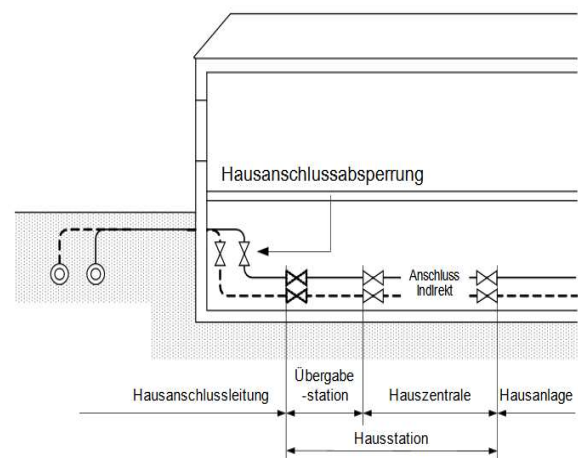 Hausanschlussabsperrung
Anschluss
Indirekt
Übergabe
-station
Hausanschlussleitung
Hauszentrale
Hausanlage
Hausstation